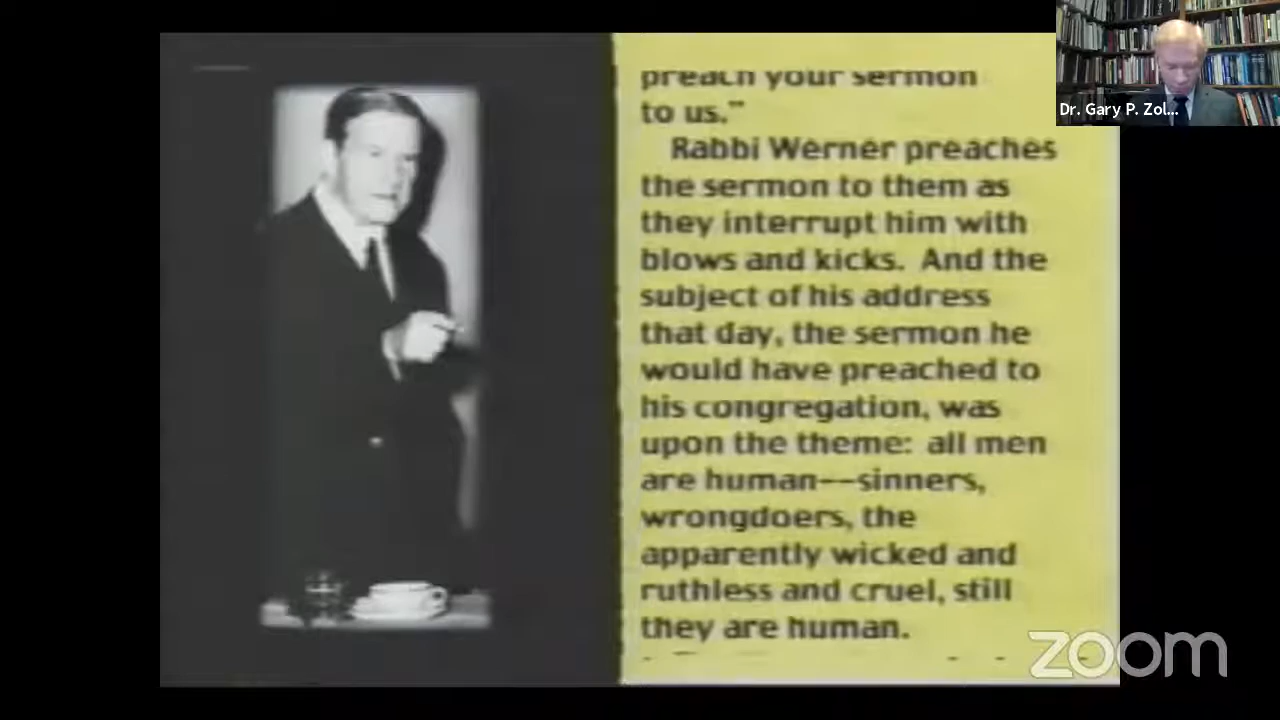 preach your sermon
to us."
Rabbi Werner preaches
the sermon to them as
they interrupt him with
blows and kicks. And the
subject of his address
that day, the sermon he
would have preached to
his congregation, was
upon the theme: all men
are human--sinners,
wrongdoers, the
apparently wicked and
ruthless and cruel, still
they are human.
Dr. Gary P. Zol...
zoom